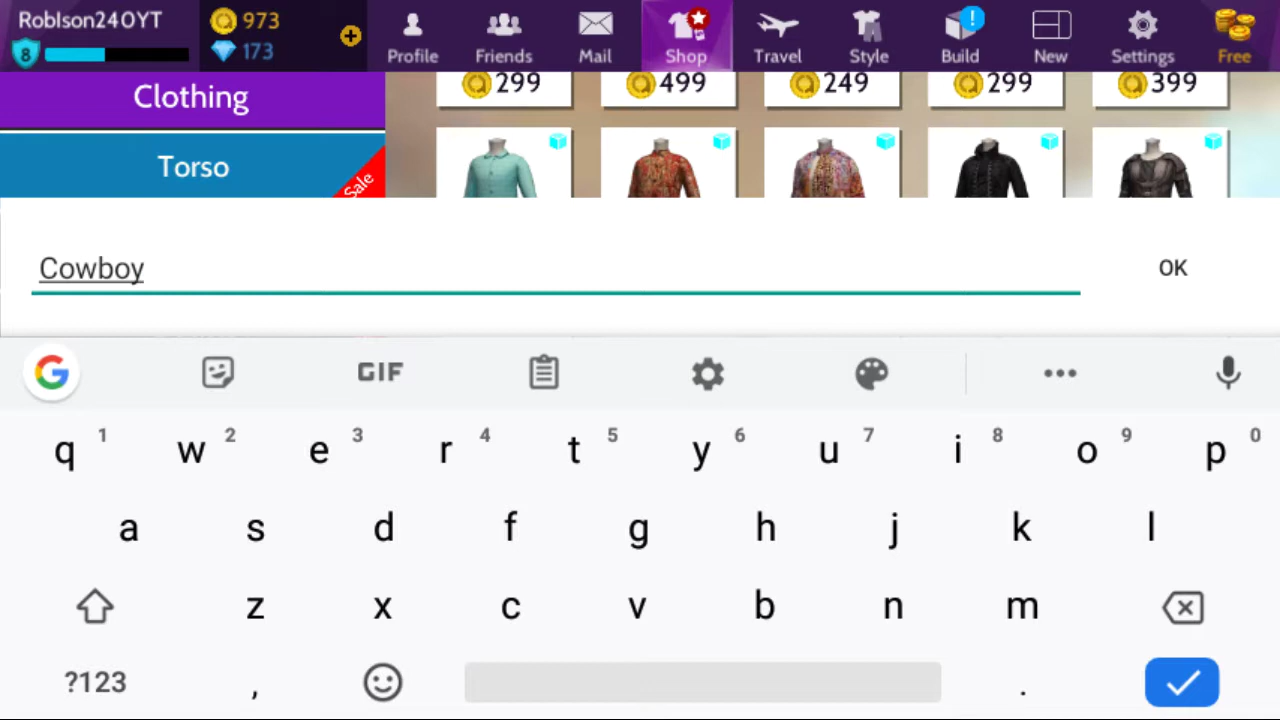 RobIson24OYT
8
973
173
Profile
Friends
Mail
Shop
Travel
Style
Build
New
Settings
Free
Clothing
Torso
Sale
299
499
249
299
399
Cowboy
OK
GIF
q 1 w 2 e 3 r 4 t 5 y 6 u 7 i 8 o 9 p 0
a s d f g h j k l
z x c v b n m
?123 , .